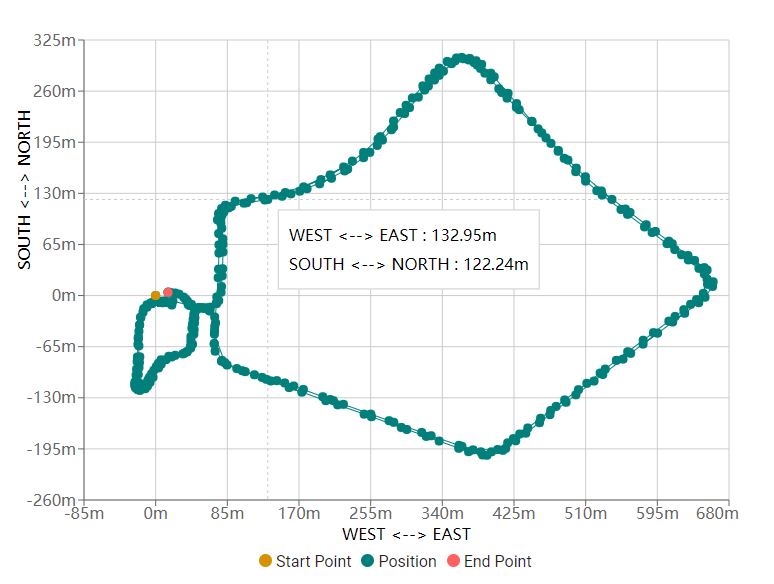 325m
260m
195m
130m
65m
0m
-65m
-130m
-195m
-260m
SOUTH <--> NORTH
WEST <--> EAST : 132.95m
SOUTH <--> NORTH : 122.24m
-85m 0m 85m 170m 255m 340m 425m 510m 595m 680m
WEST <--> EAST
Start Point Position End Point